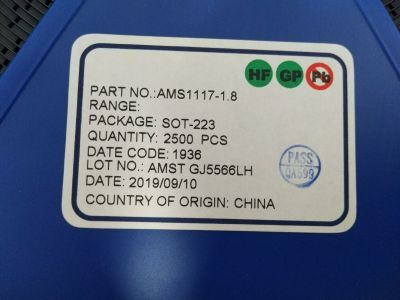 HF GP Pb
PART NO.:AMS1117-1.8
RANGE:
PACKAGE: SOT-223
QUANTITY: 2500 PCS
DATE CODE: 1936
LOT NO.: AMST GJ5566LH
DATE: 2019/09/10
COUNTRY OF ORIGIN: CHINA
PASS
QA599